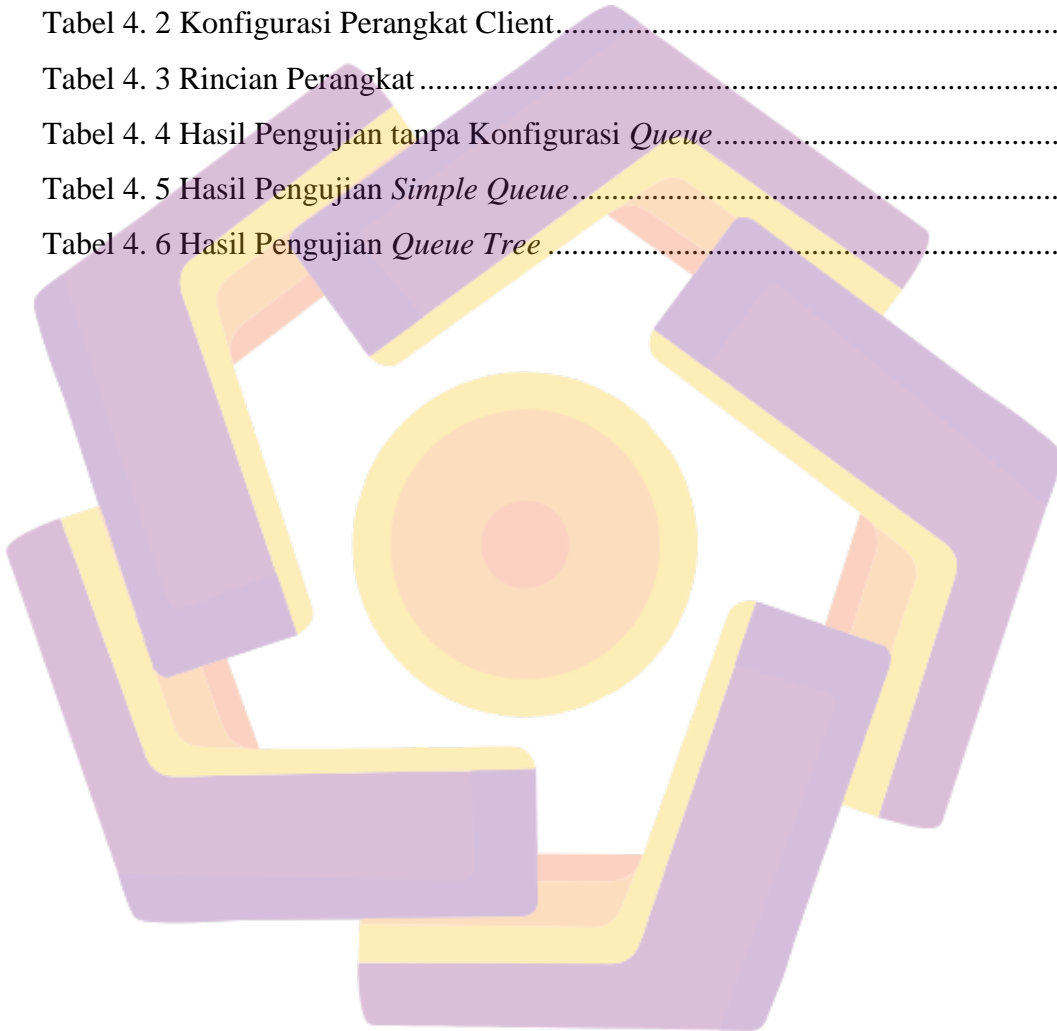 Tabel 4. 2 Konfigurasi Perangkat Client.............................................................
Tabel 4. 3 Rincian Perangkat..............................................................................
Tabel 4. 4 Hasil Pengujian tanpa Konfigurasi Queue.........................................
Tabel 4. 5 Hasil Pengujian Simple Queue...........................................................
Tabel 4. 6 Hasil Pengujian Queue Tree..............................................................